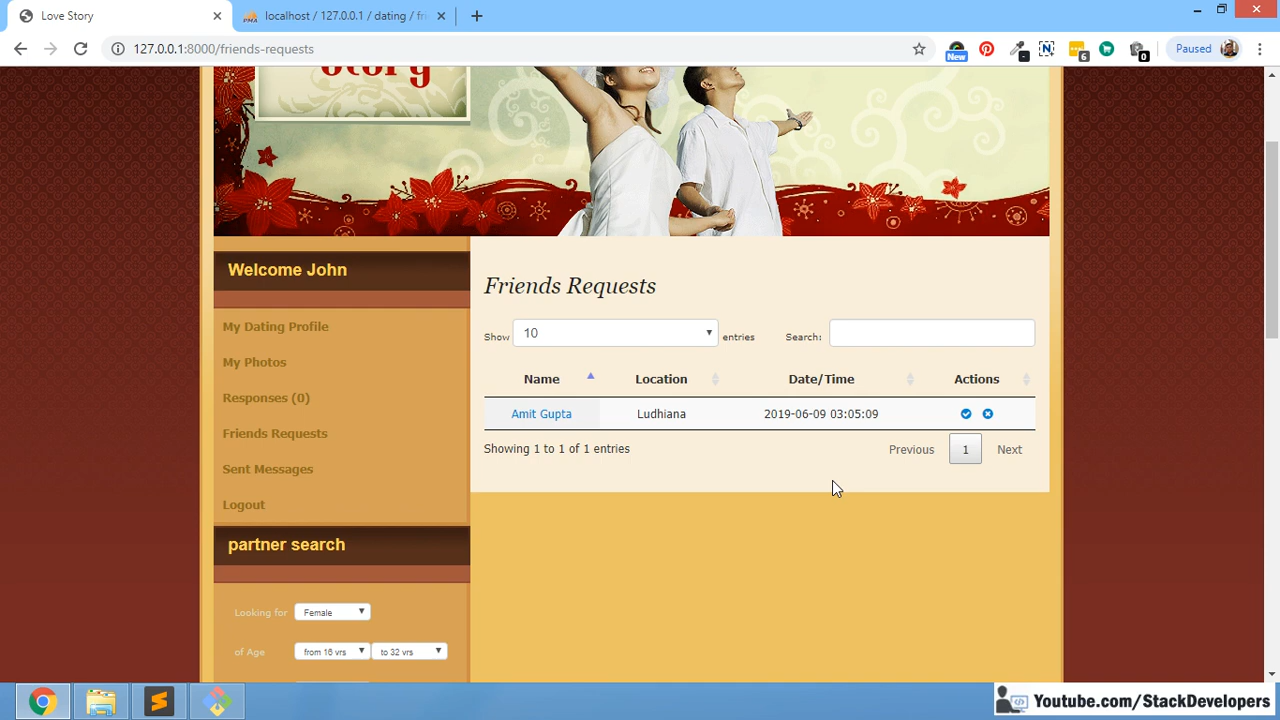 Love Story
localhost / 127.0.0.1 / dating / fri
127.0.0.1:8000/friends-requests
New
6
0
Paused
Story
Welcome John
My Dating Profile
My Photos
Responses (0)
Friends Requests
Sent Messages
Logout
partner search
Looking for Female
of Age from 16 yrs to 32 yrs
Friends Requests
Show 10 entries Search:
Name Location Date/Time Actions
Amit Gupta Ludhiana 2019-06-09 03:05:09
Showing 1 to 1 of 1 entries Previous 1 Next
Youtube.com/StackDevelopers